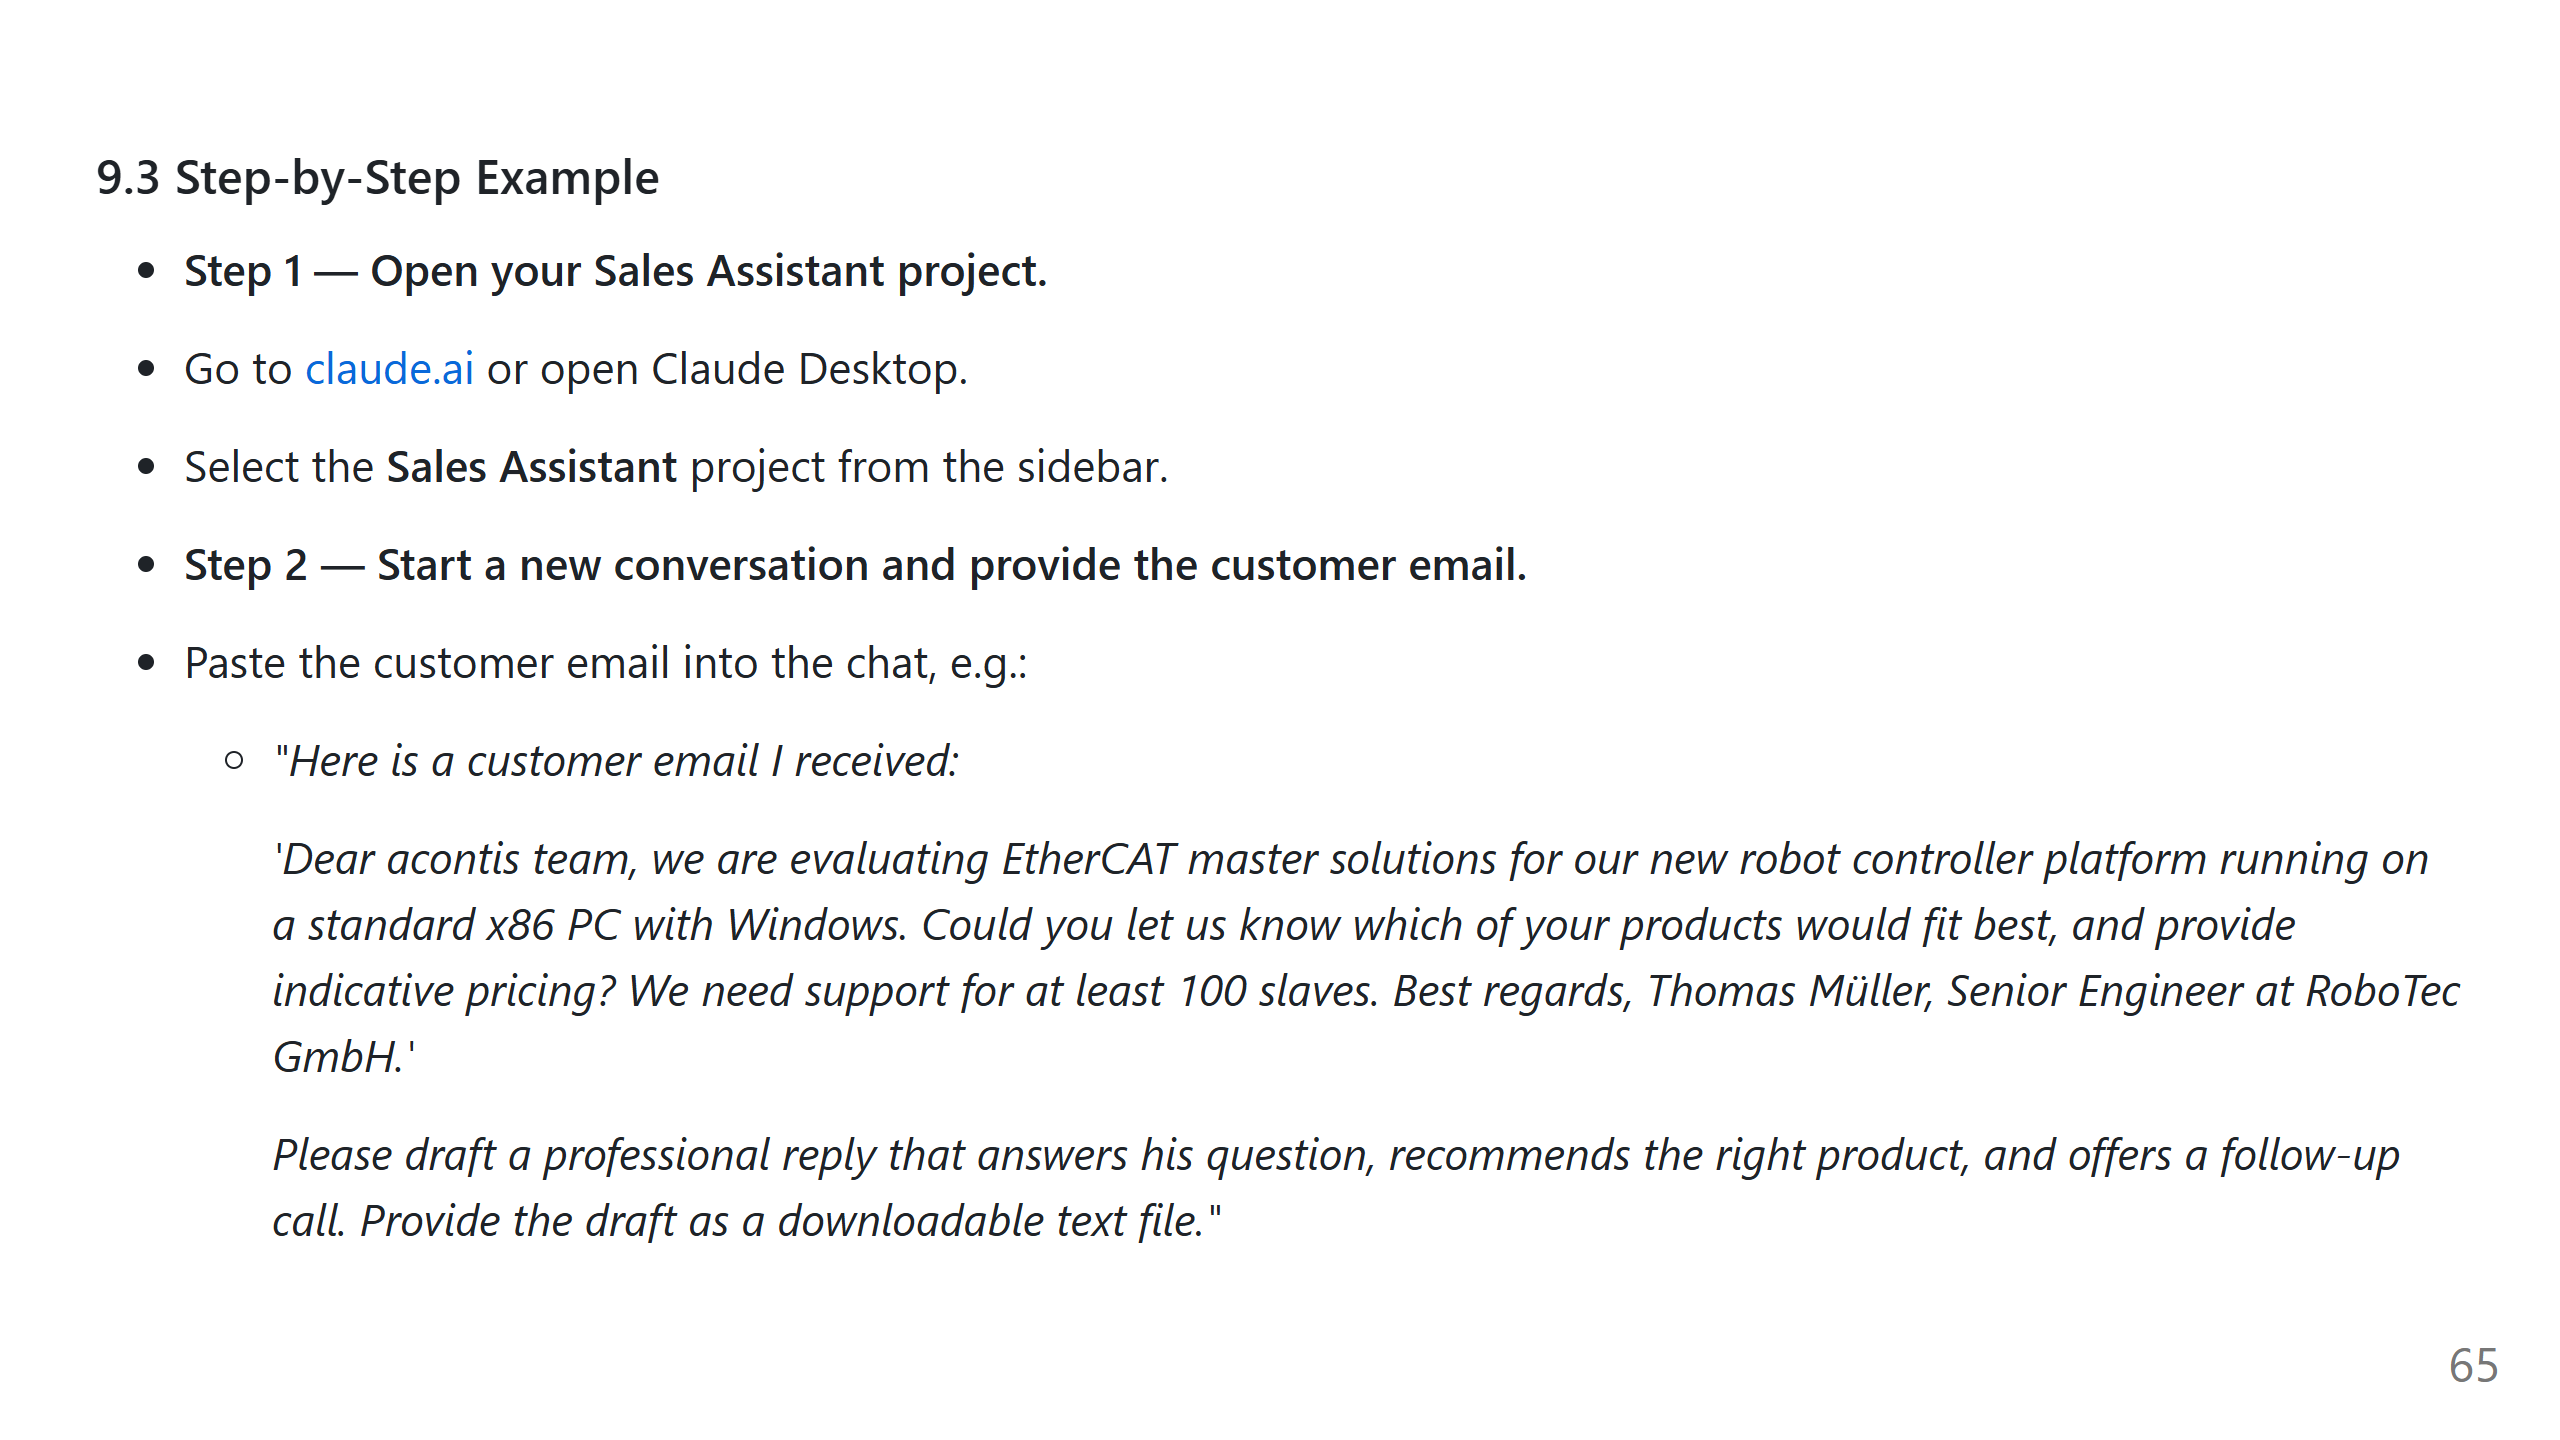 9.3 Step-by-Step Example
Step 1 — Open your Sales Assistant project.
Go to claude.ai or open Claude Desktop.
Select the Sales Assistant project from the sidebar.
Step 2 — Start a new conversation and provide the customer email.
Paste the customer email into the chat, e.g.:
"Here is a customer email I received:
'Dear acontis team, we are evaluating EtherCAT master solutions for our new robot controller platform running on
a standard x86 PC with Windows. Could you let us know which of your products would fit best, and provide
indicative pricing? We need support for at least 100 slaves. Best regards, Thomas Müller, Senior Engineer at RoboTec
GmbH.'
Please draft a professional reply that answers his question, recommends the right product, and offers a follow-up
call. Provide the draft as a downloadable text file."
65